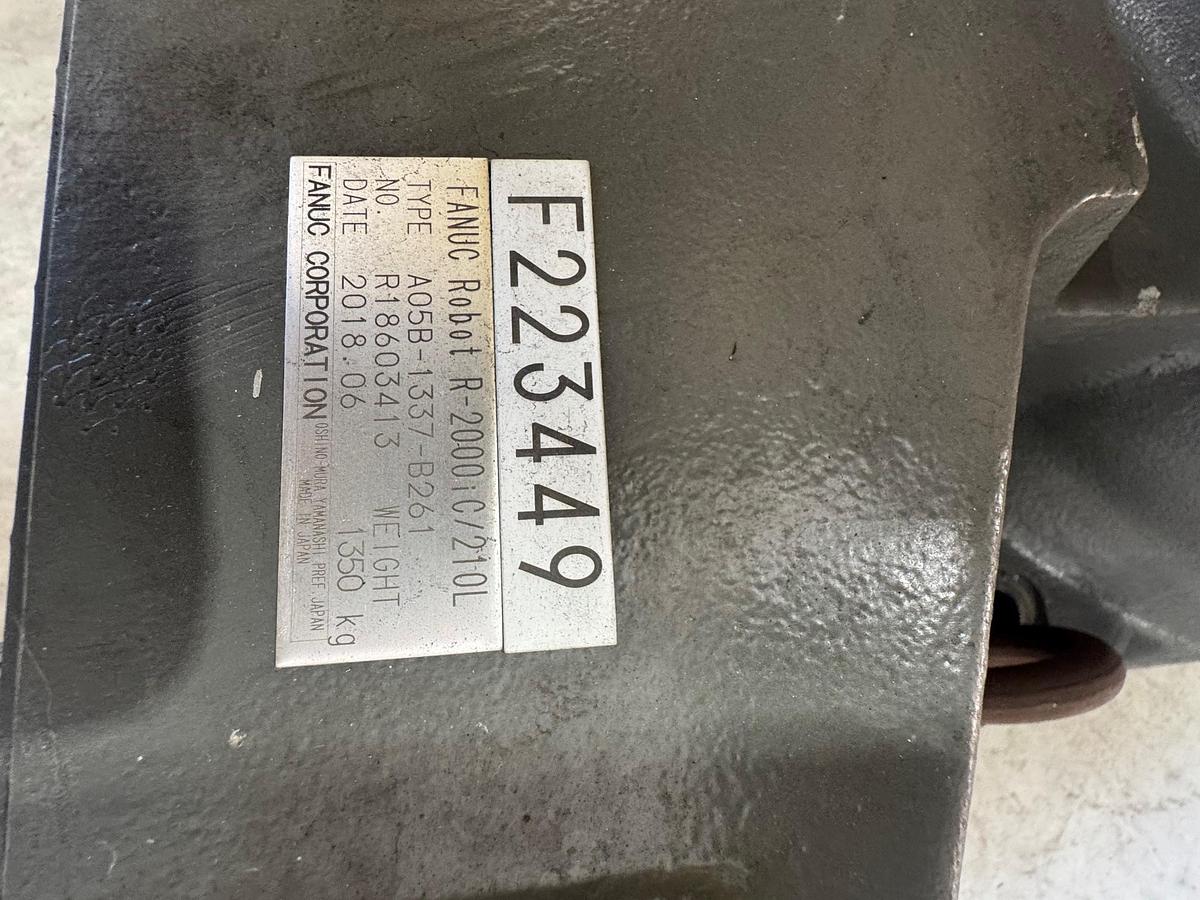 F223449
FANUC Robot R-2000iC/210L
TYPE A05B-1337-B261
NO. R18603413 WEIGHT
DATE 2018.06 1350 kg
FANUC CORPORATION OSHINO-MURA YAMANASHI PREF. JAPAN
MADE IN JAPAN